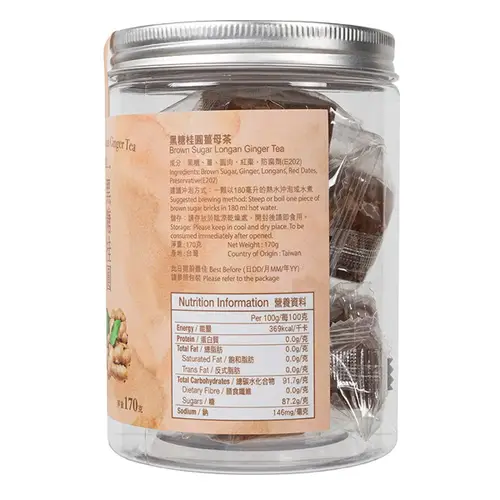 Ginger Tea
淨重170克
黑糖桂圓薑母茶
Brown Sugar Longan Ginger Tea
成分：黑糖、薑、圓肉、紅棗、防腐劑(E202)
Ingredients: Brown Sugar, Ginger, Longan, Red Dates,
Preservative(E202)
建議沖泡方式：一顆以180毫升的熱水沖泡或水煮
Suggested brewing method: Steep or boil one piece of
brown sugar bricks in 180 ml hot water.
儲存：請存放於陰涼乾燥處，開封後請即食用。
Storage: Please keep in cool and dry place. To be
consumed immediately after opened.
淨重：170克 Net Weight : 170g
產地：台灣 Country of Origin : Taiwan
此日期前最佳 Best Before (日DD/月MM/年YY)：
請參照包裝 Please refer to the package
Nutrition Information 營養資料
Per 100g/每100克
Energy / 能量 369kcal/千卡
Protein / 蛋白質 0.0g/克
Total Fat / 總脂肪 0.0g/克
Saturated Fat / 飽和脂肪 0.0g/克
Trans Fat / 反式脂肪 0.0g/克
Total Carbohydrates / 總碳水化合物 91.7g/克
Dietary Fibre / 膳食纖維 0.0g/克
Sugars / 糖 87.2g/克
Sodium / 鈉 146mg/毫克